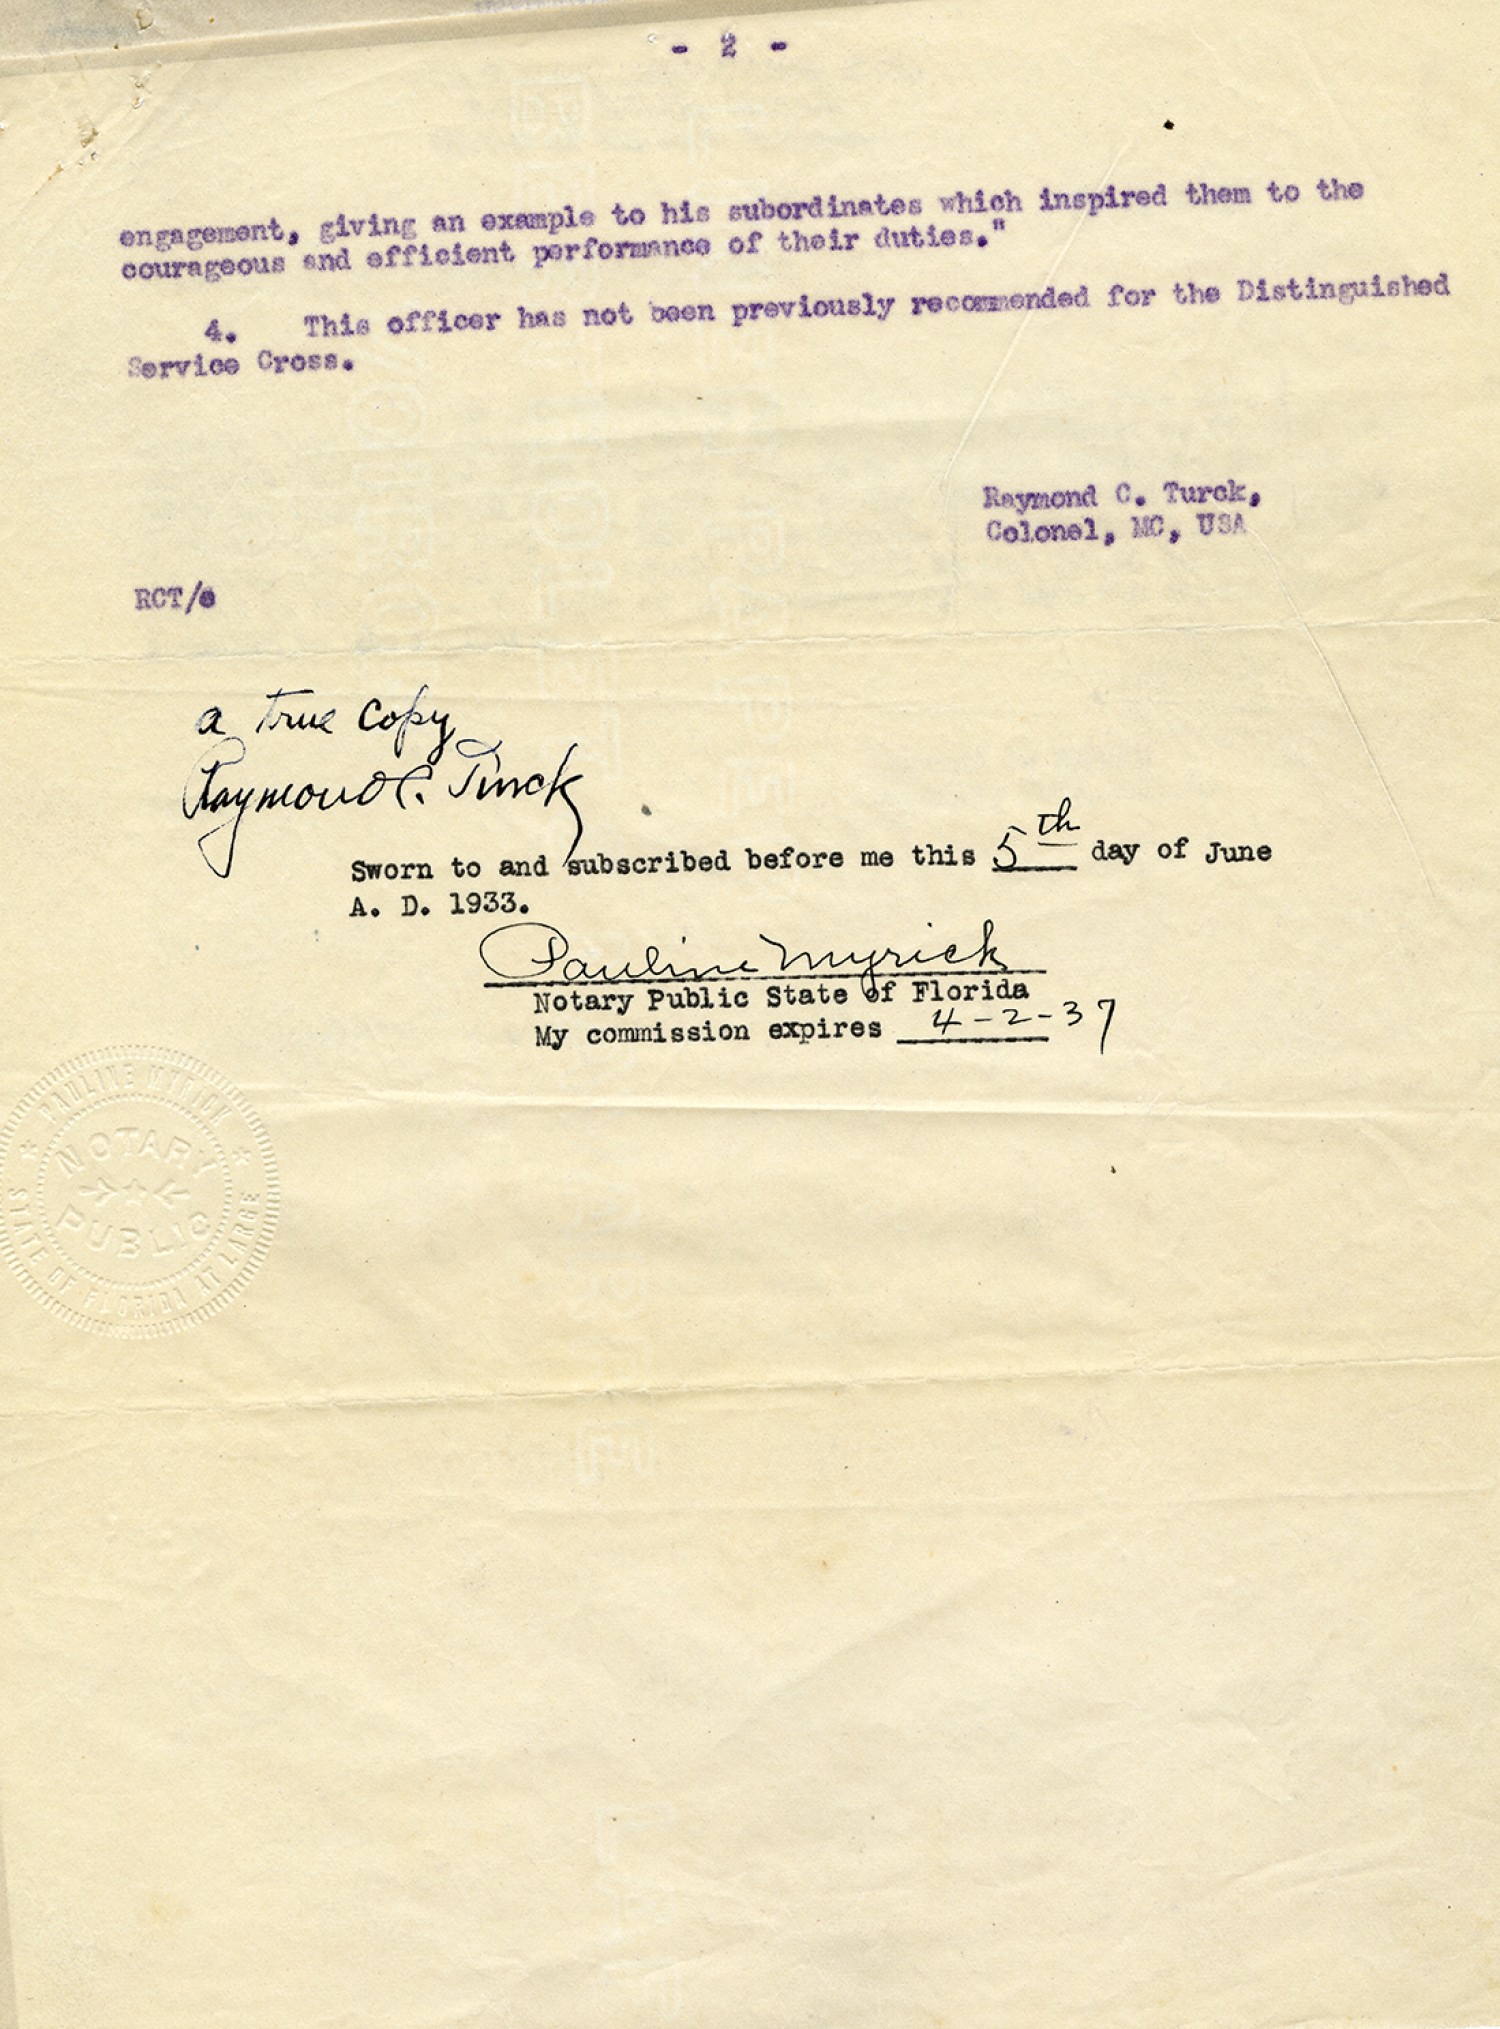 - 2 -
engagement, giving an example to his subordinates which inspired them to the
courageous and efficient performance of their duties."
4. This officer has not been previously recommended for the Distinguished
Service Cross.
Raymond C. Turck,
Colonel, MC, USA
RCT/e
a true copy
Raymond C. Turck
Sworn to and subscribed before me this 5th day of June
A. D. 1933.
Pauline Myrick
Notary Public State of Florida
My commission expires 4-2-37
PAULINE MYRICK
NOTARY
PUBLIC
STATE OF FLORIDA AT LARGE